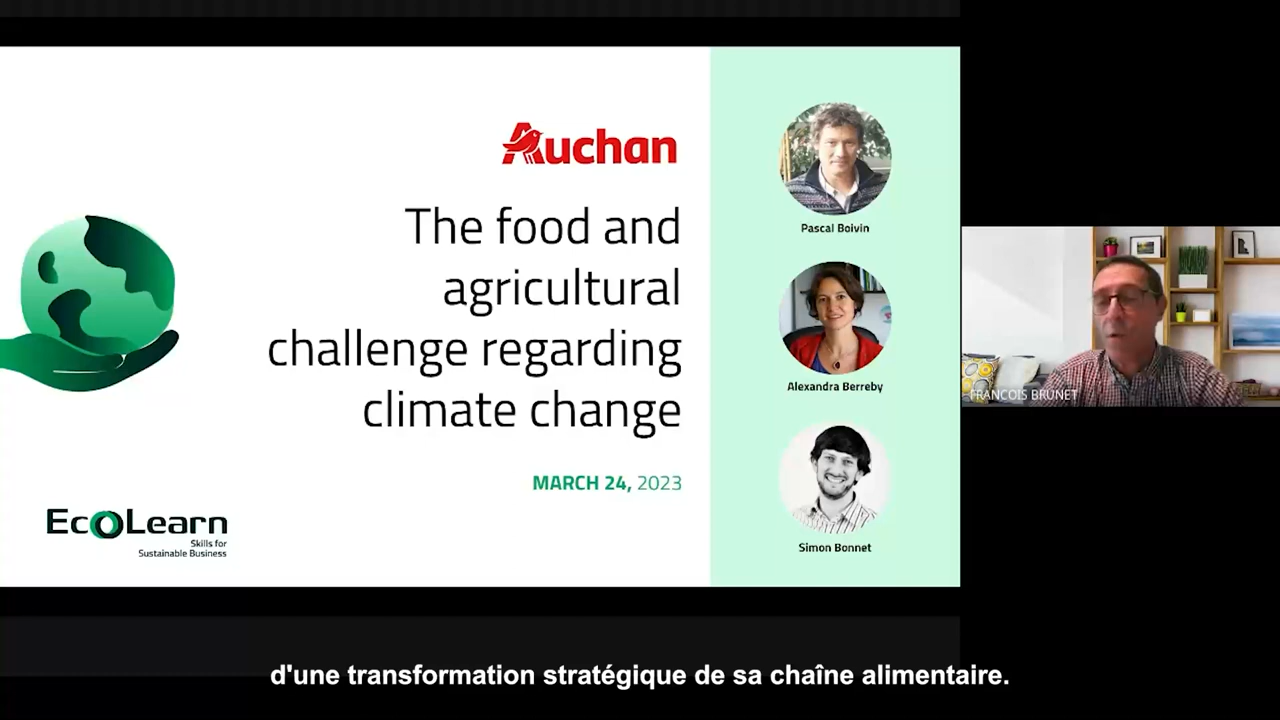 Auchan
The food and
agricultural
challenge regarding
climate change
MARCH 24, 2023
EcOLearn
Skills for
Sustainable Business
Pascal Boivin
Alexandra Berreby
Simon Bonnet
FRANCOIS BRUNET
d'une transformation stratégique de sa chaîne alimentaire.